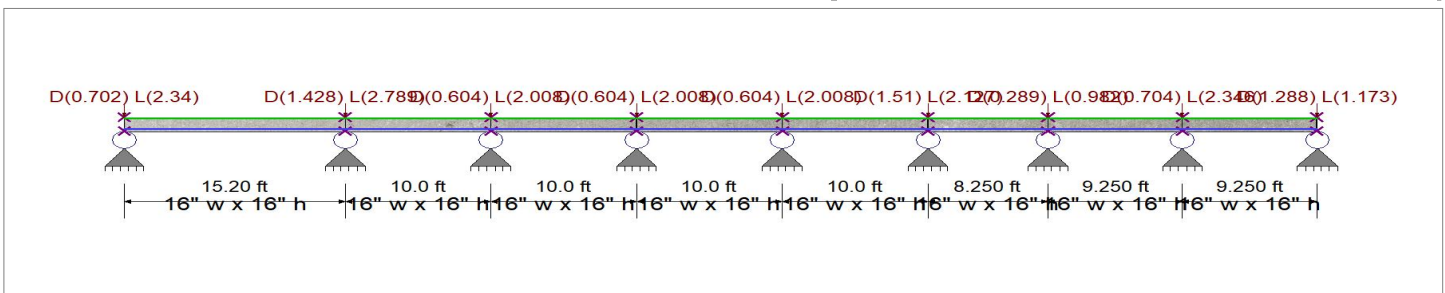 D(0.702) L(2.34) D(1.428) L(2.789) D(0.604) L(2.008) D(0.604) L(2.008) D(0.604) L(2.008) D(1.51) L(2.127) D(0.289) L(0.982) D(0.704) L(2.346) D(1.288) L(1.173)
15.20 ft 10.0 ft 10.0 ft 10.0 ft 10.0 ft 8.250 ft 9.250 ft 9.250 ft
16" w x 16" h 16" w x 16" h 16" w x 16" h 16" w x 16" h 16" w x 16" h 16" w x 16" h 16" w x 16" h 16" w x 16" h